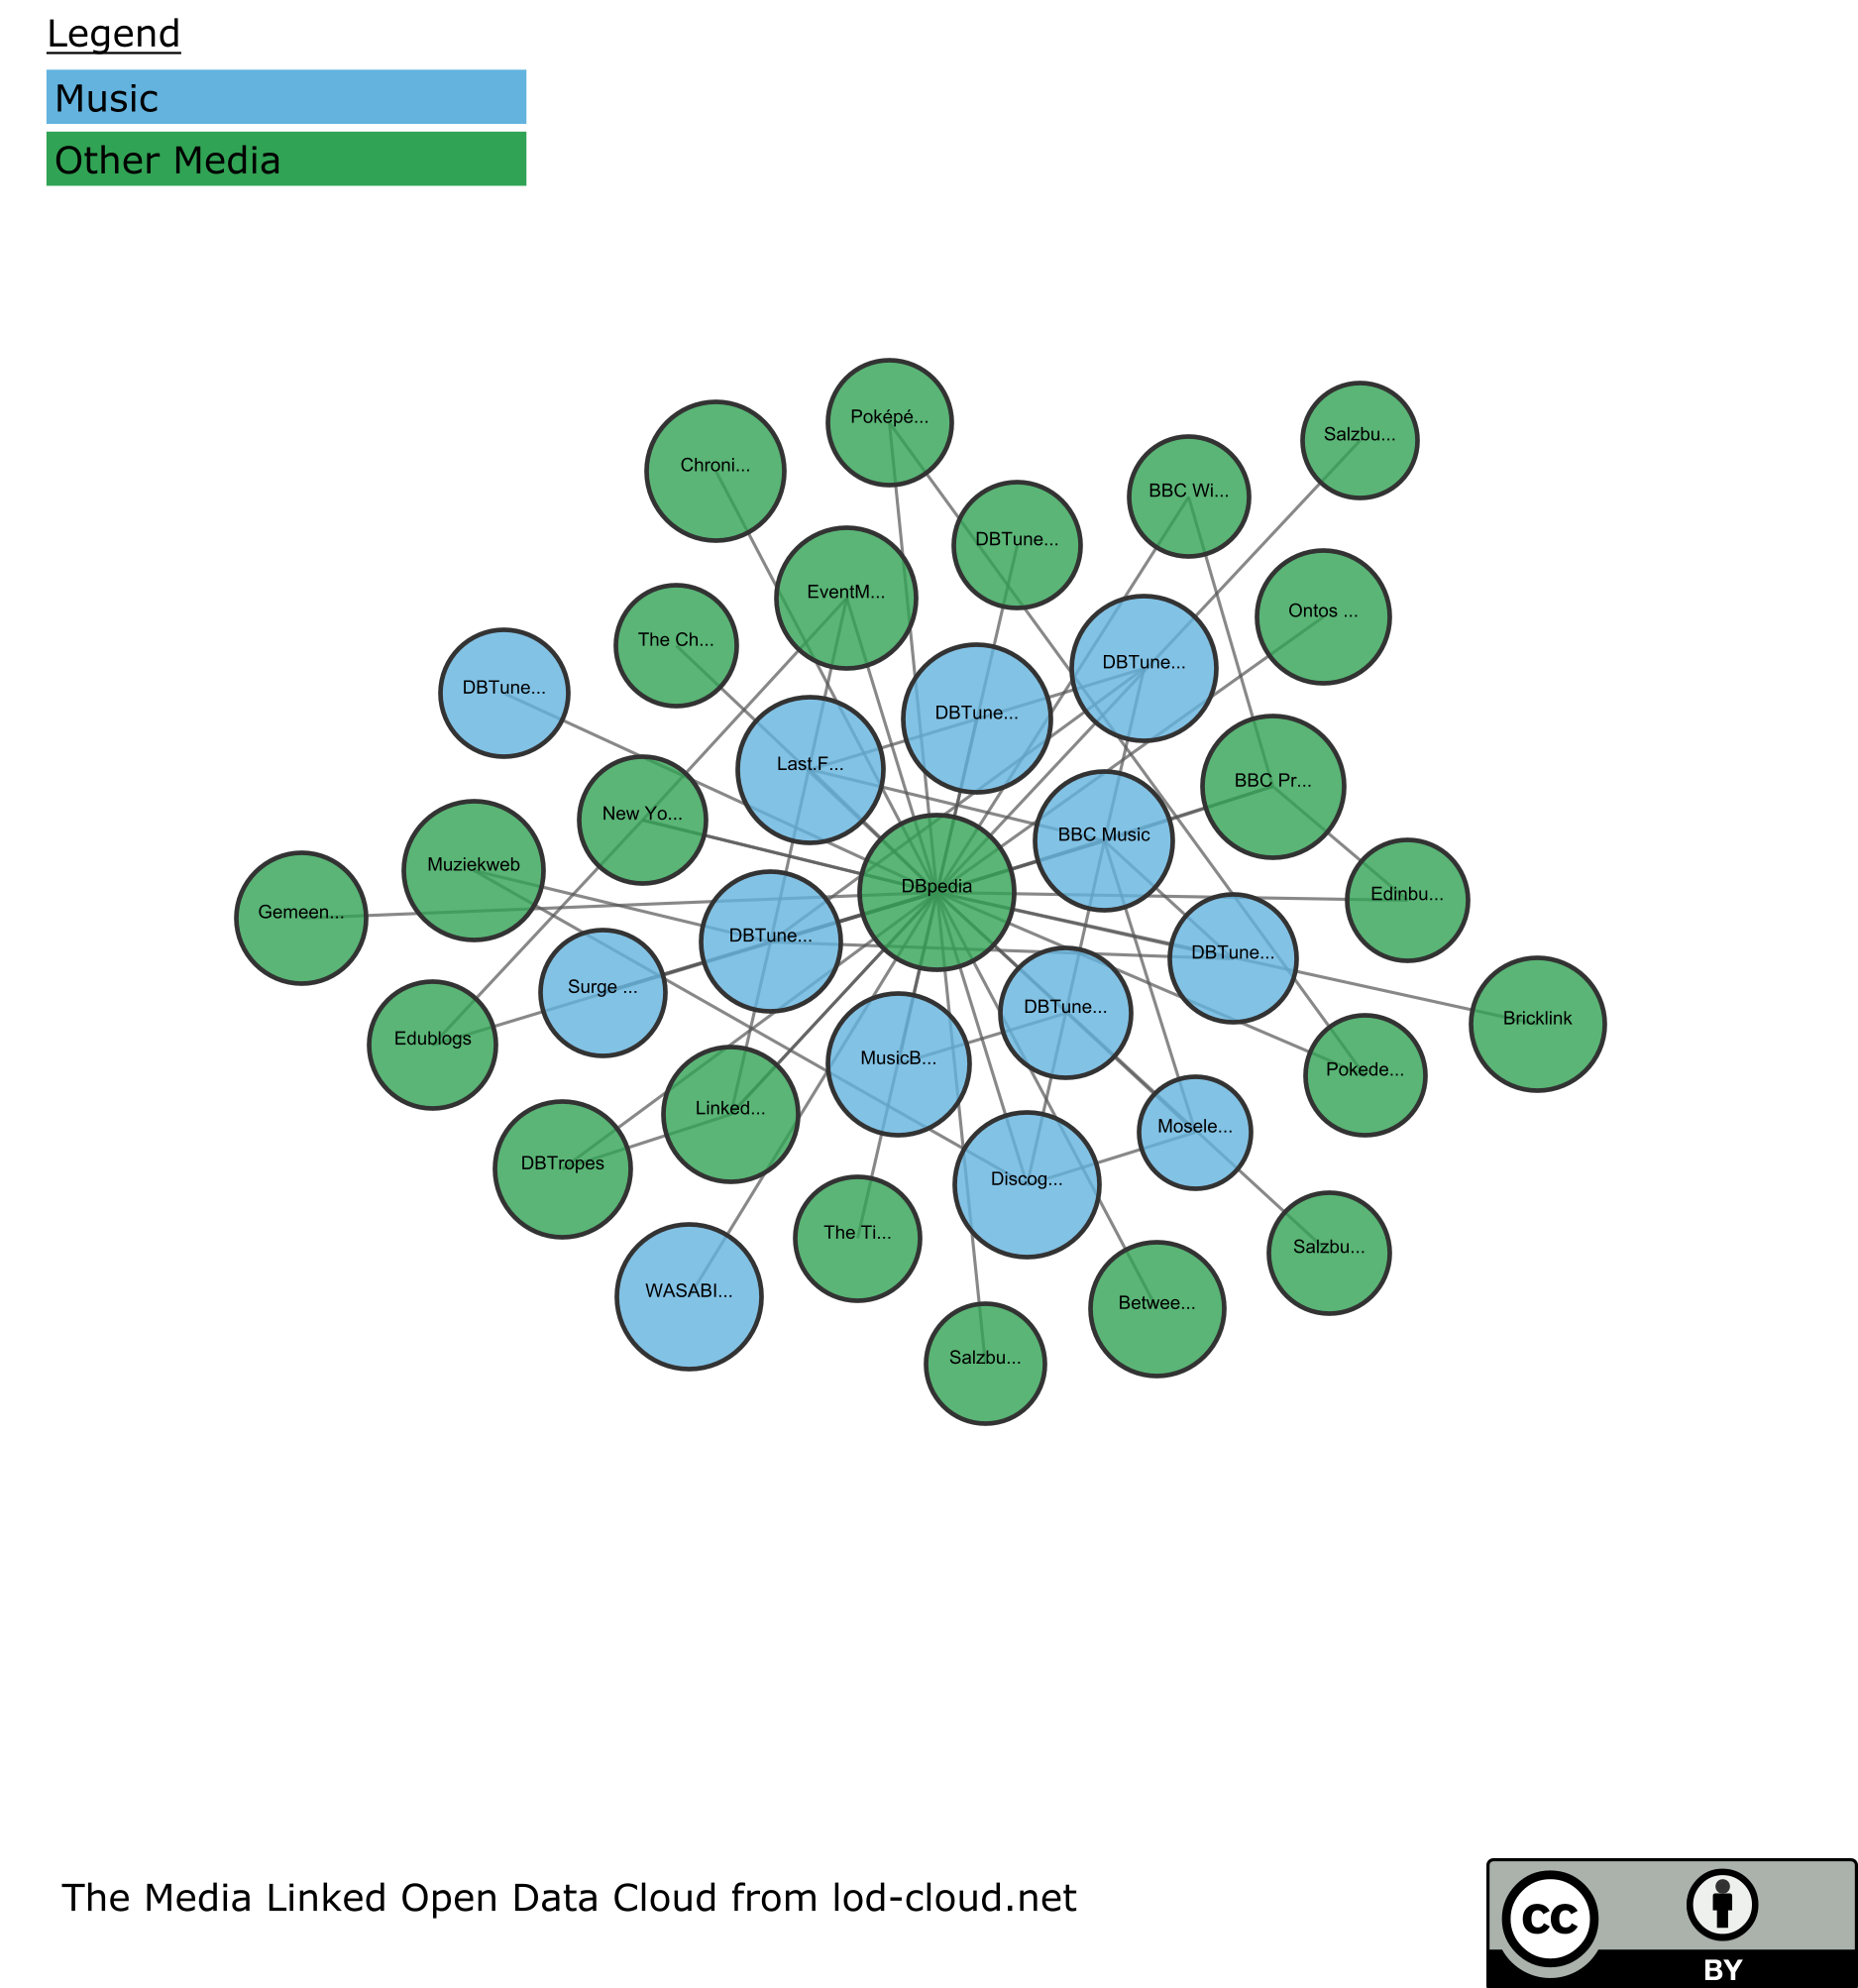 Legend
Music
Other Media
Poképé...
Salzbu...
Chroni...
BBC Wi...
DBTune...
EventM...
Ontos ...
The Ch...
DBTune...
DBTune...
DBTune...
Last.F...
BBC Pr...
New Yo...
BBC Music
Muziekweb
DBpedia
Edinbu...
Gemeen...
DBTune...
DBTune...
Surge ...
DBTune...
Bricklink
Edublogs
MusicB...
Pokede...
Linked...
Mosele...
DBTropes
Discog...
The Ti...
Salzbu...
WASABI...
Betwee...
Salzbu...
The Media Linked Open Data Cloud from lod-cloud.net
cc
BY